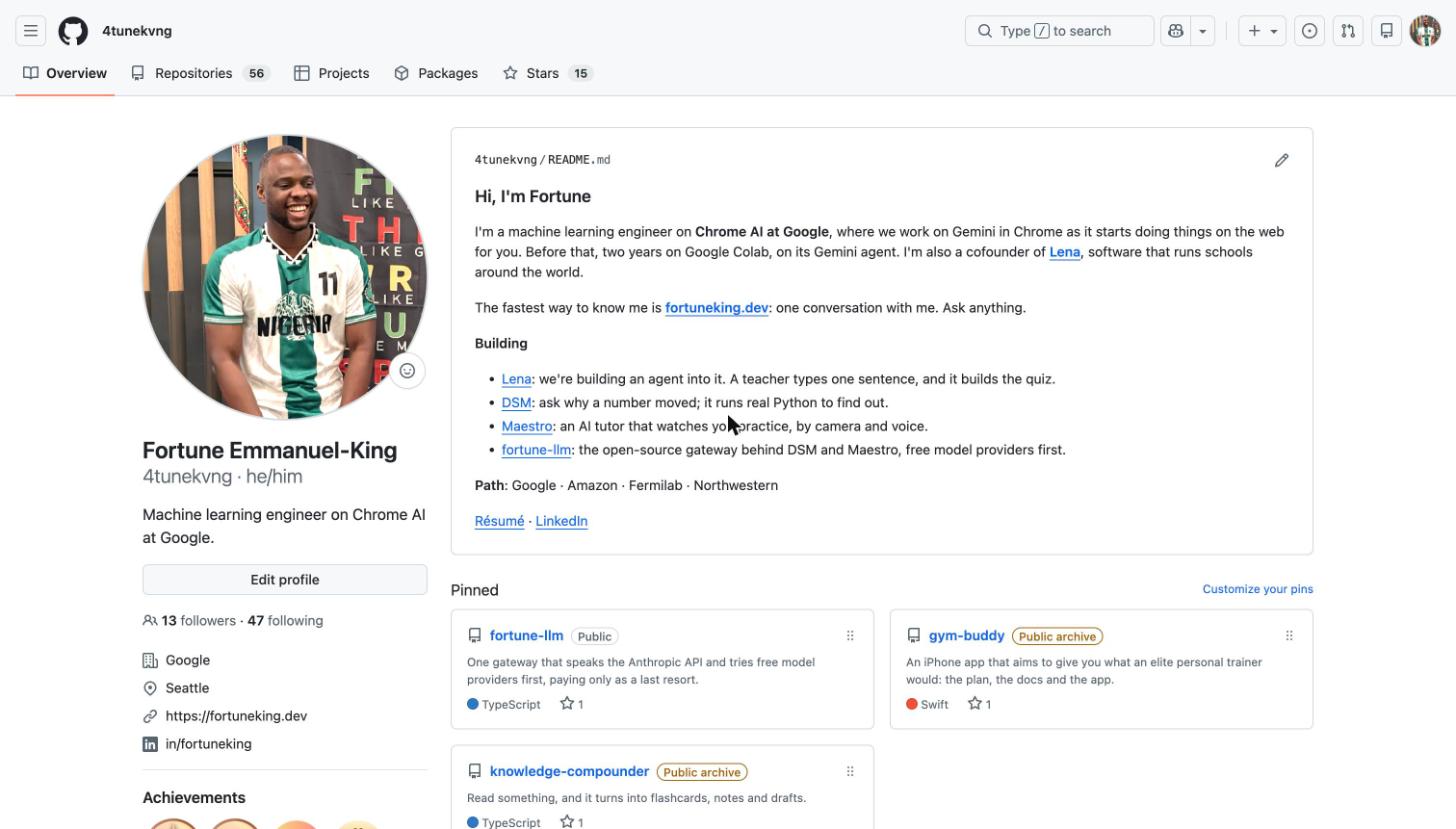 4tunekvng
Type / to search
Overview
Repositories 56
Projects
Packages
Stars 15
FI
LIKE
TH
LIKE G
R
LIKE
U
NIGERIA
11
Fortune Emmanuel-King
4tunekvng · he/him
Machine learning engineer on Chrome AI
at Google.
Edit profile
13 followers · 47 following
Google
Seattle
https://fortuneking.dev
in/fortuneking
Achievements
4tunekvng/README.md
Hi, I'm Fortune
I'm a machine learning engineer on Chrome AI at Google, where we work on Gemini in Chrome as it starts doing things on the web
for you. Before that, two years on Google Colab, on its Gemini agent. I'm also a cofounder of Lena, software that runs schools
around the world.
The fastest way to know me is fortuneking.dev: one conversation with me. Ask anything.
Building
• Lena: we're building an agent into it. A teacher types one sentence, and it builds the quiz.
• DSM: ask why a number moved; it runs real Python to find out.
• Maestro: an AI tutor that watches yo practice, by camera and voice.
• fortune-llm: the open-source gateway behind DSM and Maestro, free model providers first.
Path: Google · Amazon · Fermilab · Northwestern
Résumé · LinkedIn
Pinned
Customize your pins
fortune-llm Public
One gateway that speaks the Anthropic API and tries free model
providers first, paying only as a last resort.
TypeScript 1
gym-buddy Public archive
An iPhone app that aims to give you what an elite personal trainer
would: the plan, the docs and the app.
Swift 1
knowledge-compounder Public archive
Read something, and it turns into flashcards, notes and drafts.
TypeScript 1